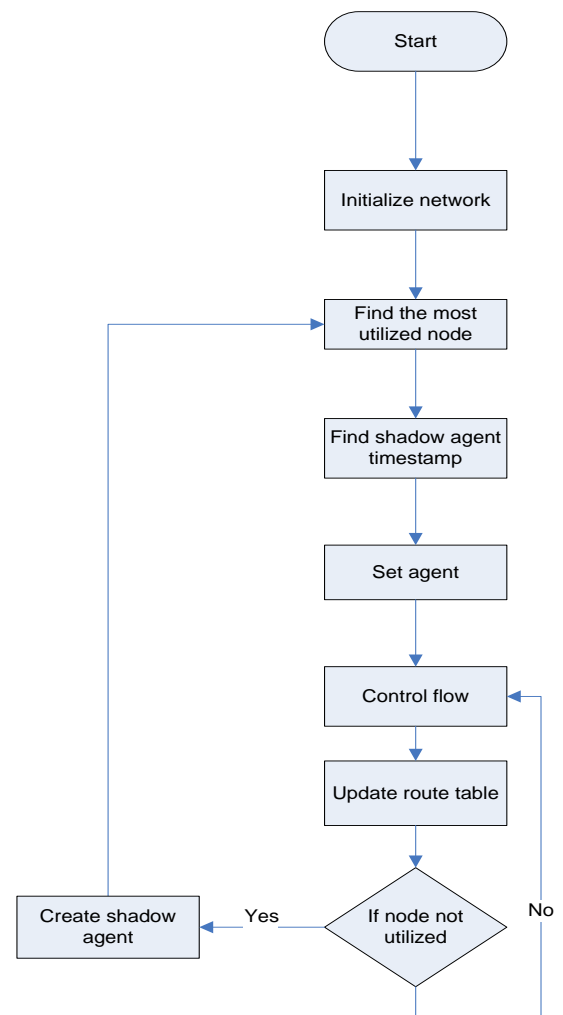 Start
Initialize network
Find the most
utilized node
Find shadow agent
timestamp
Set agent
Control flow
Update route table
If node not
utilized
Yes
No
Create shadow
agent